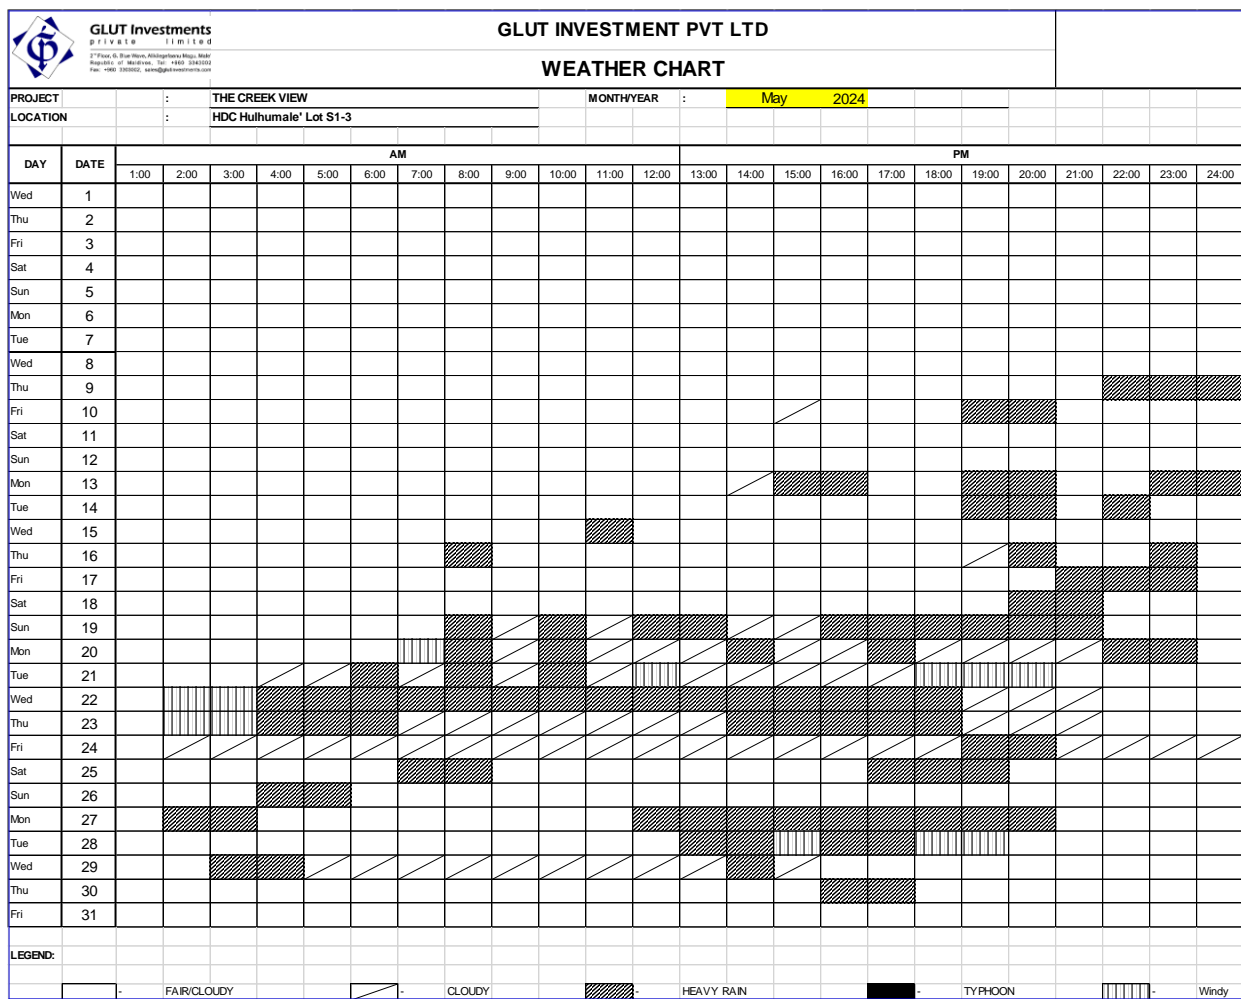 GLUT Investments
private limited
GLUT INVESTMENT PVT LTD
WEATHER CHART
PROJECT : THE CREEK VIEW MONTH/YEAR : May 2024
LOCATION : HDC Hulhumale' Lot S1-3
DAY DATE AM PM
1:00 2:00 3:00 4:00 5:00 6:00 7:00 8:00 9:00 10:00 11:00 12:00 13:00 14:00 15:00 16:00 17:00 18:00 19:00 20:00 21:00 22:00 23:00 24:00
Wed 1
Thu 2
Fri 3
Sat 4
Sun 5
Mon 6
Tue 7
Wed 8
Thu 9
Fri 10
Sat 11
Sun 12
Mon 13
Tue 14
Wed 15
Thu 16
Fri 17
Sat 18
Sun 19
Mon 20
Tue 21
Wed 22
Thu 23
Fri 24
Sat 25
Sun 26
Mon 27
Tue 28
Wed 29
Thu 30
Fri 31
LEGEND:
- FAIR/CLOUDY - CLOUDY - HEAVY RAIN - TYPHOON - Windy